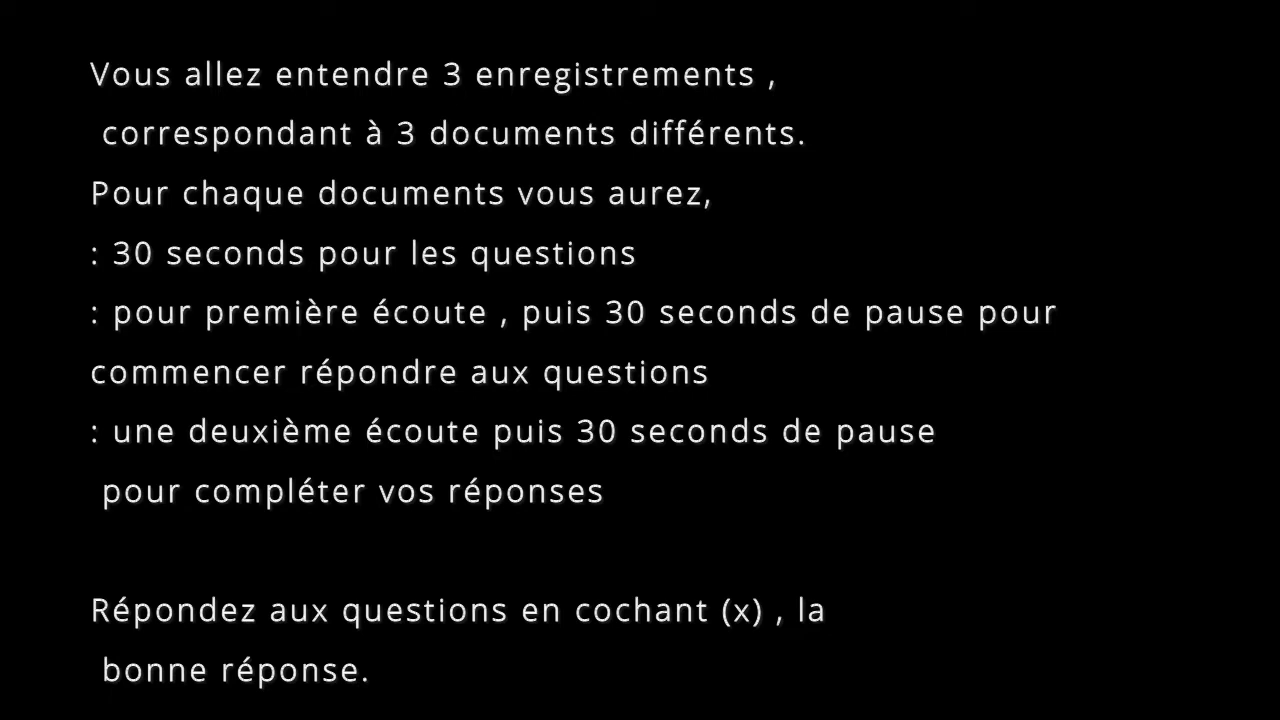 Vous allez entendre 3 enregistrements ,
correspondant à 3 documents différents.
Pour chaque documents vous aurez,
: 30 seconds pour les questions
: pour première écoute , puis 30 seconds de pause pour
commencer répondre aux questions
: une deuxième écoute puis 30 seconds de pause
pour compléter vos réponses
Répondez aux questions en cochant (x) , la
bonne réponse.